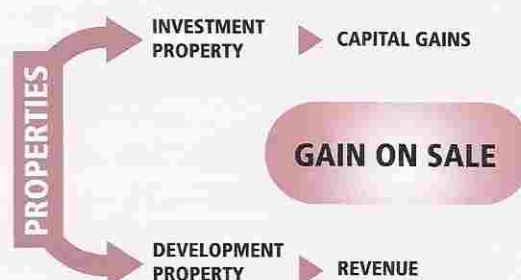 PROPERTIES
INVESTMENT
PROPERTY
CAPITAL GAINS
GAIN ON SALE
DEVELOPMENT
PROPERTY
REVENUE